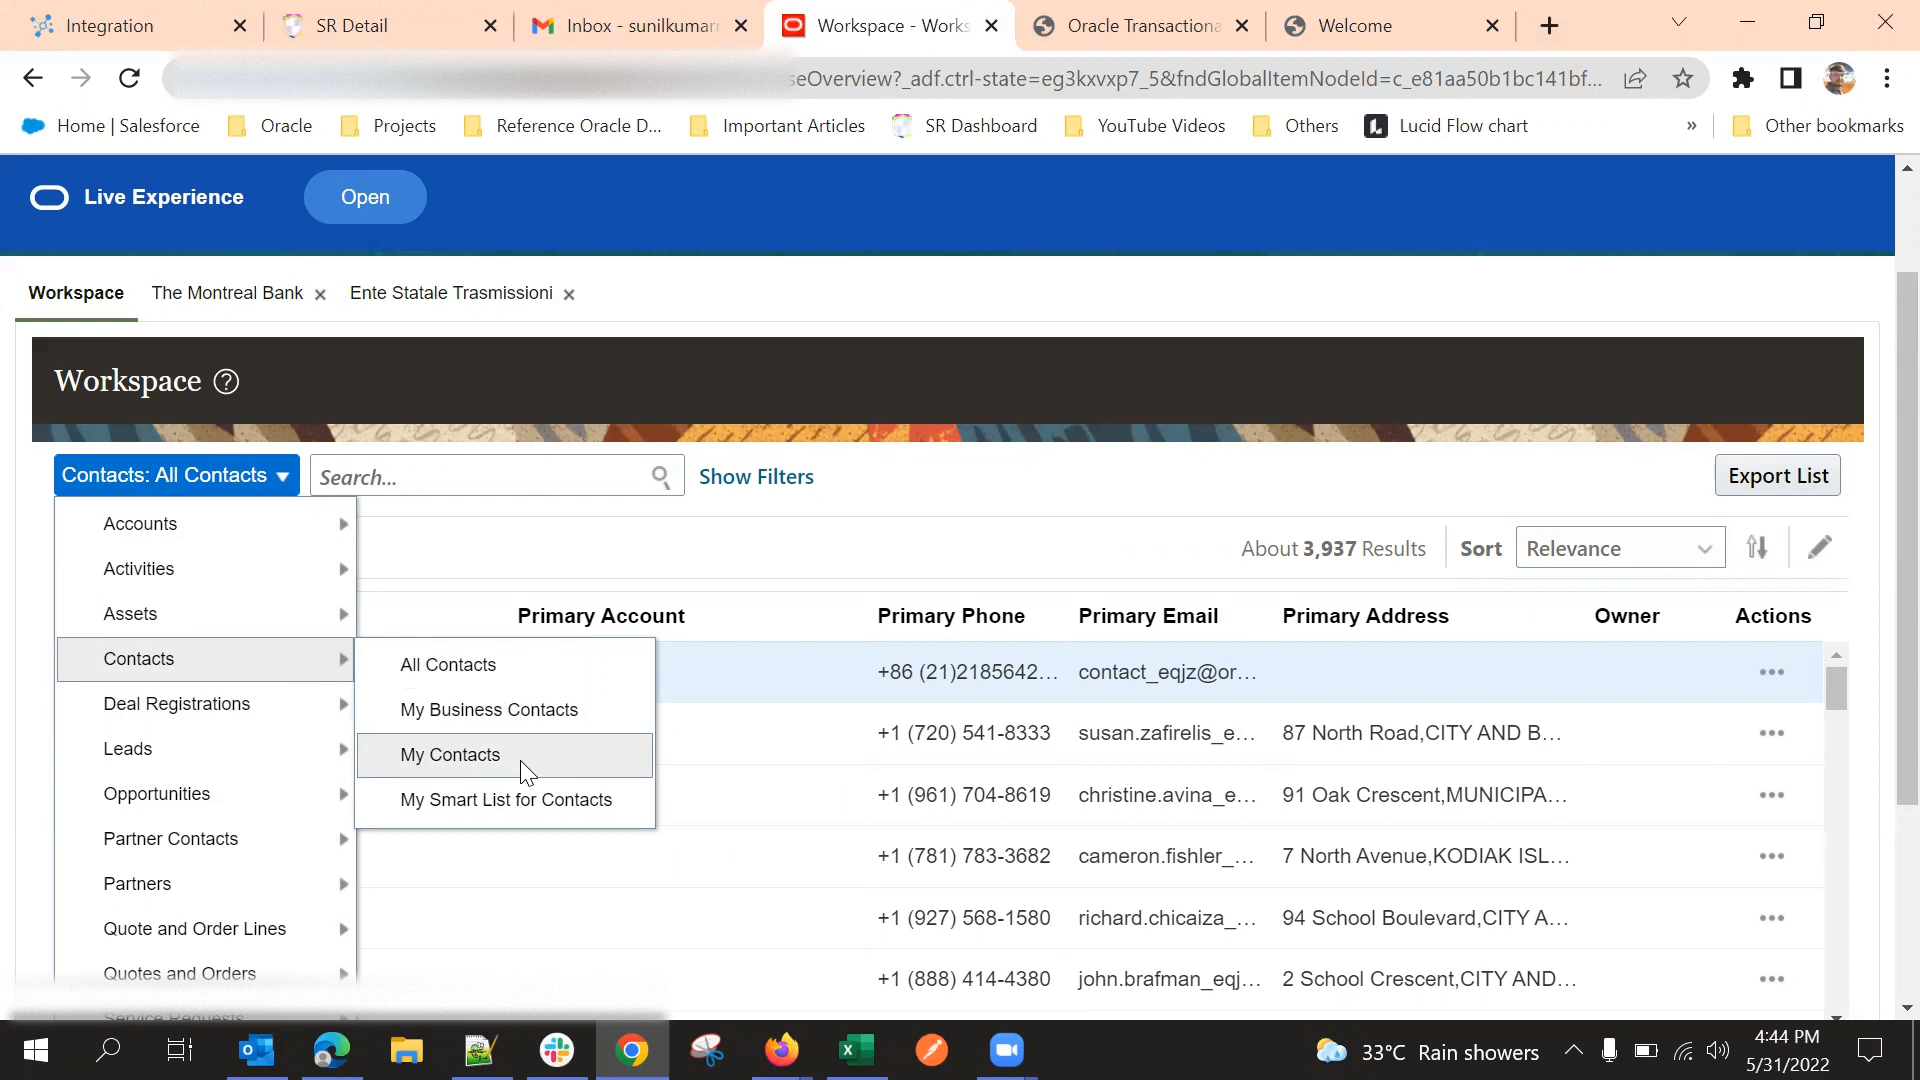 Integration
SR Detail
Inbox - sunilkumar
Workspace - Works
Oracle Transactiona
Welcome
seOverview?_adf.ctrl-state=eg3kxvxp7_5&fndGlobalItemNodeId=c_e81aa50b1bc141bf...
Home | Salesforce
Oracle
Projects
Reference Oracle D...
Important Articles
SR Dashboard
YouTube Videos
Others
Lucid Flow chart
»
Other bookmarks
Live Experience
Open
Workspace
The Montreal Bank
Ente Statale Trasmissioni
Workspace
Contacts: All Contacts
Search...
Show Filters
Export List
Accounts
Activities
Assets
Contacts
Deal Registrations
Leads
Opportunities
Partner Contacts
Partners
Quote and Order Lines
Quotes and Orders
Service Requests
All Contacts
My Business Contacts
My Contacts
My Smart List for Contacts
About 3,937 Results
Sort
Relevance
Primary Account Primary Phone Primary Email Primary Address Owner Actions
+86 (21)2185642... contact_eqjz@or...
+1 (720) 541-8333 susan.zafirelis_e... 87 North Road,CITY AND B...
+1 (961) 704-8619 christine.avina_e... 91 Oak Crescent,MUNICIPA...
+1 (781) 783-3682 cameron.fishler_... 7 North Avenue,KODIAK ISL...
+1 (927) 568-1580 richard.chicaiza_... 94 School Boulevard,CITY A...
+1 (888) 414-4380 john.brafman_eqj... 2 School Crescent,CITY AND...
33°C Rain showers
4:44 PM
5/31/2022